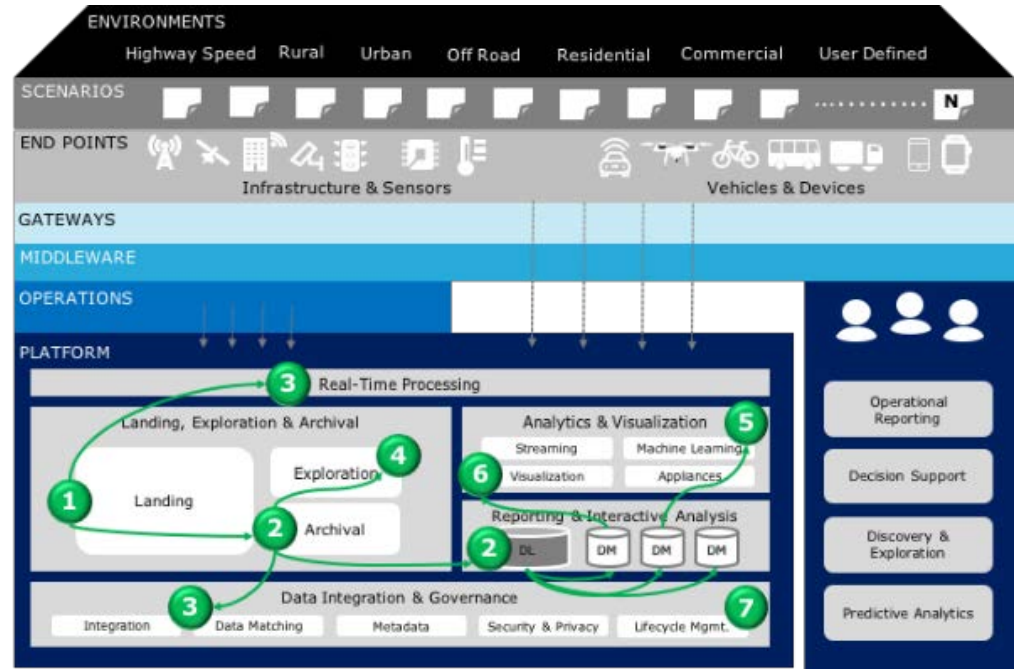 ENVIRONMENTS
Highway Speed Rural Urban Off Road Residential Commercial User Defined
SCENARIOS
N
END POINTS
Infrastructure & Sensors
Vehicles & Devices
GATEWAYS
MIDDLEWARE
OPERATIONS
PLATFORM
3
Real-Time Processing
Landing, Exploration & Archival
1
Landing
Exploration
4
2
Archival
Analytics & Visualization
5
Streaming
Machine Learning
6
Visualization
Appliances
Reporting & Interactive Analysis
2
DL
DM
DM
DM
Data Integration & Governance
3
7
Integration
Data Matching
Metadata
Security & Privacy
Lifecycle Mgmt.
Operational
Reporting
Decision Support
Discovery &
Exploration
Predictive Analytics